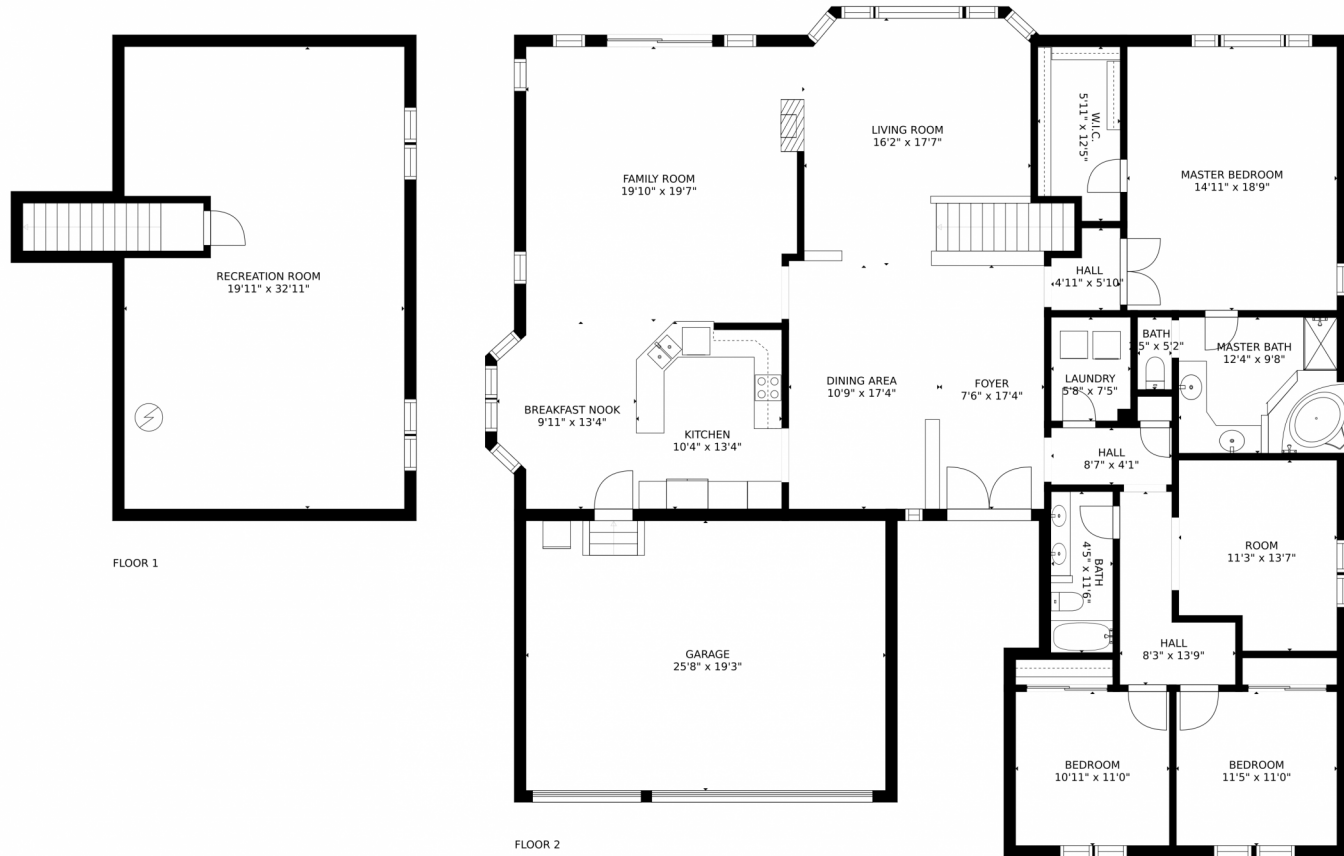 RECREATION ROOM
19'11" x 32'11"
FLOOR 1
LIVING ROOM
16'2" x 17'7"
W.I.C.
5'11" x 12'5"
FAMILY ROOM
19'10" x 19'7"
MASTER BEDROOM
14'11" x 18'9"
HALL
4'11" x 5'10"
BATH
5" x 5'2"
MASTER BATH
12'4" x 9'8"
LAUNDRY
5'8" x 7'5"
DINING AREA
10'9" x 17'4"
FOYER
7'6" x 17'4"
BREAKFAST NOOK
9'11" x 13'4"
KITCHEN
10'4" x 13'4"
HALL
8'7" x 4'1"
BATH
4'5" x 11'6"
ROOM
11'3" x 13'7"
HALL
8'3" x 13'9"
GARAGE
25'8" x 19'3"
BEDROOM
10'11" x 11'0"
BEDROOM
11'5" x 11'0"
FLOOR 2